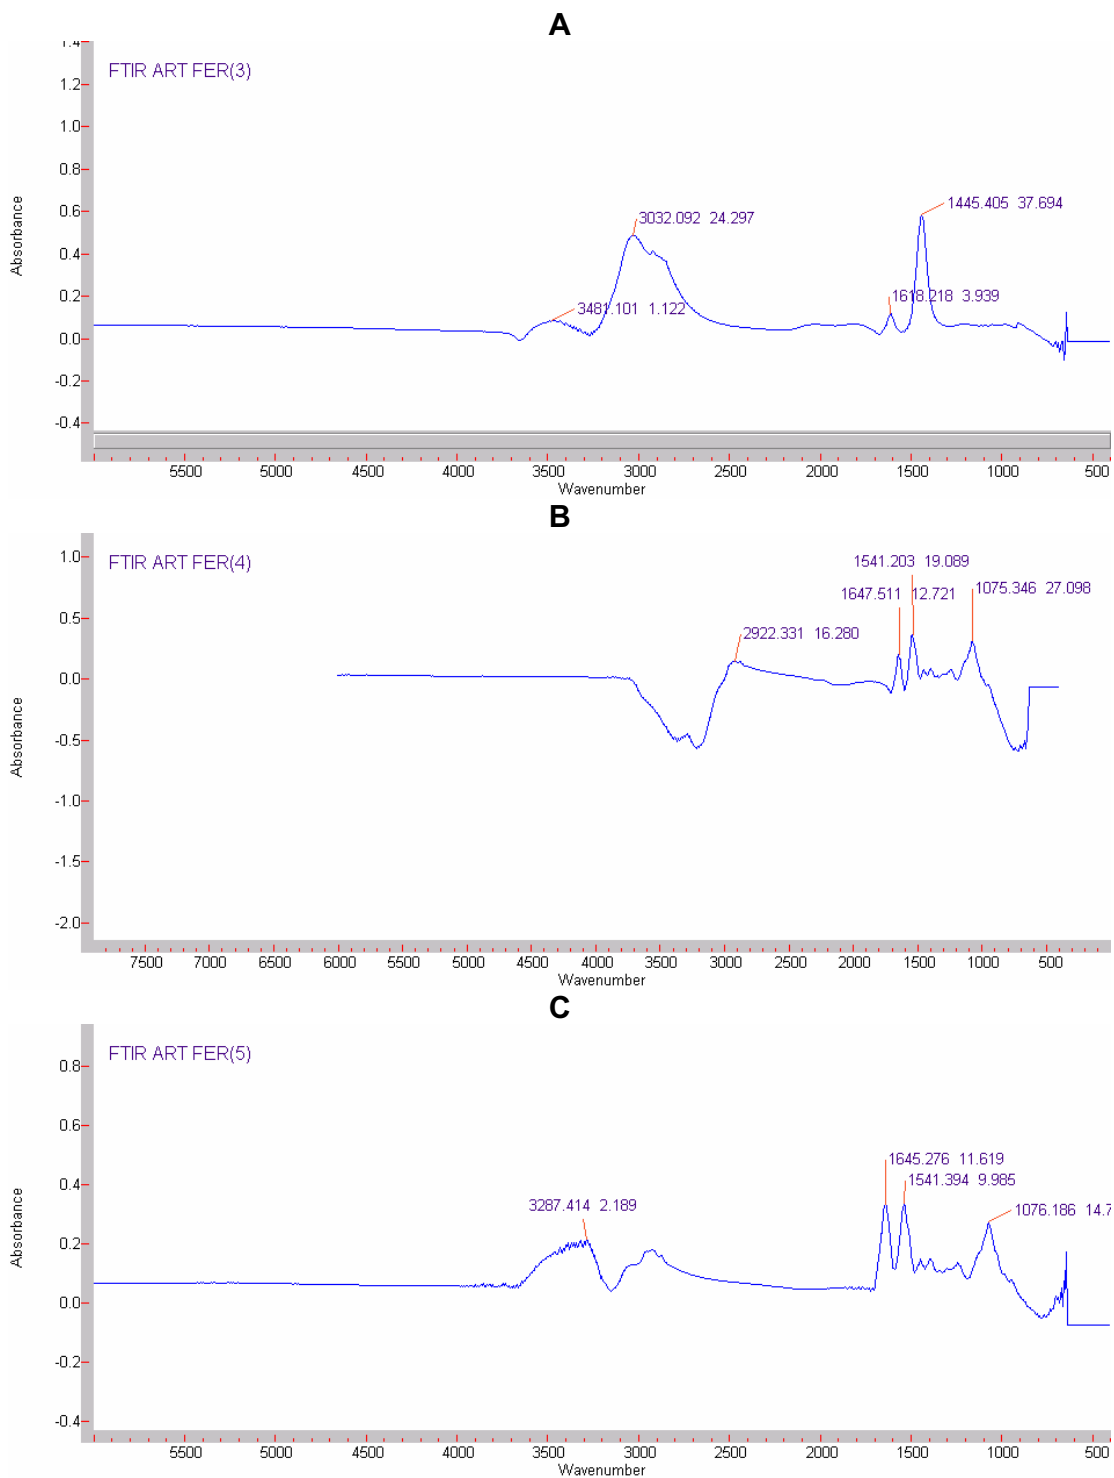 A
1.4
FTIR ART FER(3)
1.2
1.0
0.8
0.6
0.4
0.2
0.0
-0.2
-0.4
Absorbance
1445.405 37.694
3032.092 24.297
1618.218 3.939
3481.101 1.122
5500 5000 4500 4000 3500 3000 2500 2000 1500 1000 500
Wavenumber
B
1.0
FTIR ART FER(4)
0.5
0.0
-0.5
-1.0
-1.5
-2.0
Absorbance
1541.203 19.089
1647.511 12.721
1075.346 27.098
2922.331 16.280
7500 7000 6500 6000 5500 5000 4500 4000 3500 3000 2500 2000 1500 1000 500
Wavenumber
C
FTIR ART FER(5)
0.8
0.6
0.4
0.2
0.0
-0.2
-0.4
Absorbance
1645.276 11.619
1541.394 9.985
3287.414 2.189
1076.186 14.7
5500 5000 4500 4000 3500 3000 2500 2000 1500 1000 500
Wavenumber